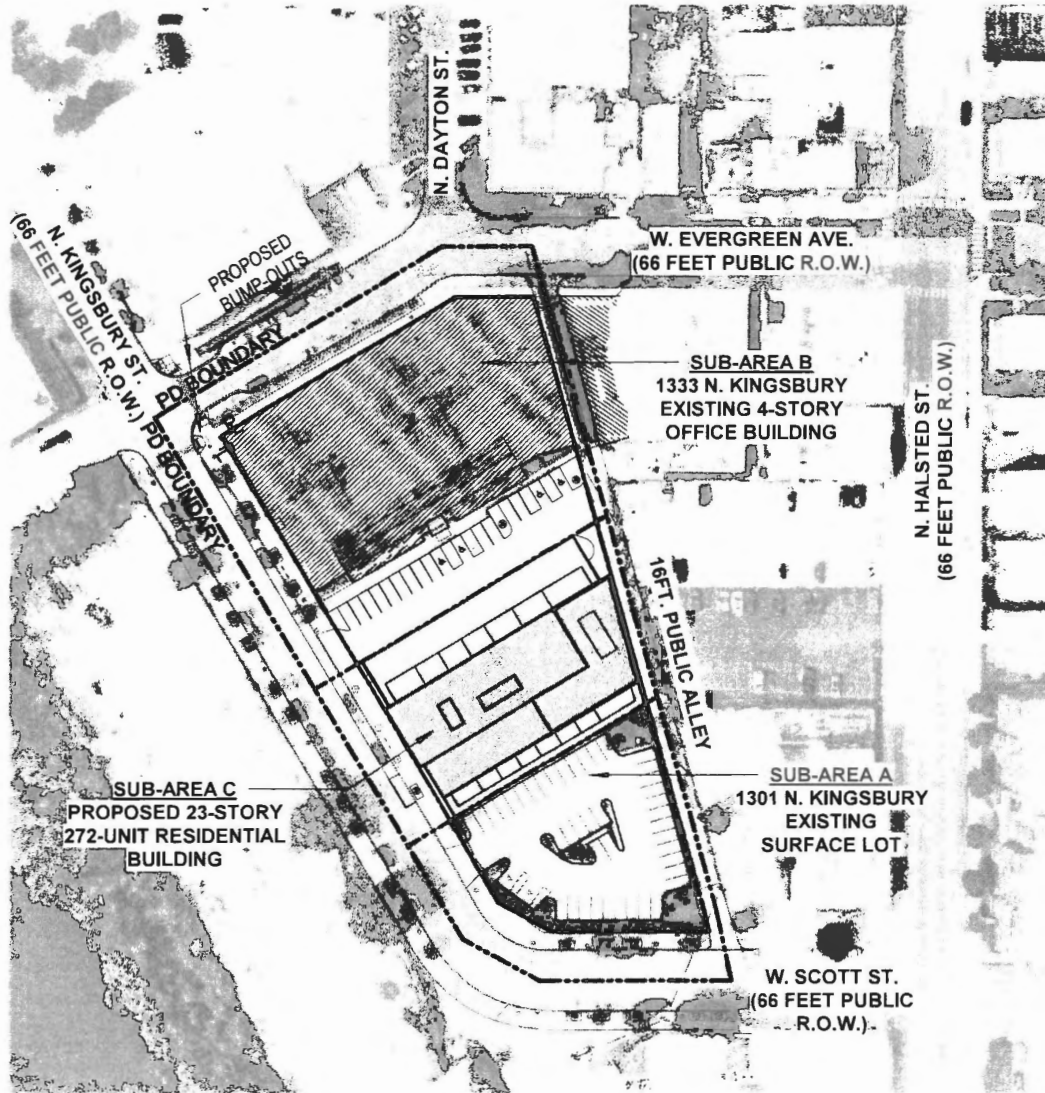 N. DAYTON ST.
W. EVERGREEN AVE.
(66 FEET PUBLIC R.O.W.)
N. KINGSBURY ST.
(66 FEET PUBLIC R.O.W.)
PROPOSED
BUMP-OUTS
PD BOUNDARY
PD BOUNDARY
SUB-AREA B
1333 N. KINGSBURY
EXISTING 4-STORY
OFFICE BUILDING
N. HALSTED ST.
(66 FEET PUBLIC R.O.W.)
16FT. PUBLIC ALLEY
SUB-AREA C
PROPOSED 23-STORY
272-UNIT RESIDENTIAL
BUILDING
SUB-AREA A
1301 N. KINGSBURY
EXISTING
SURFACE LOT
W. SCOTT ST.
(66 FEET PUBLIC
R.O.W.)